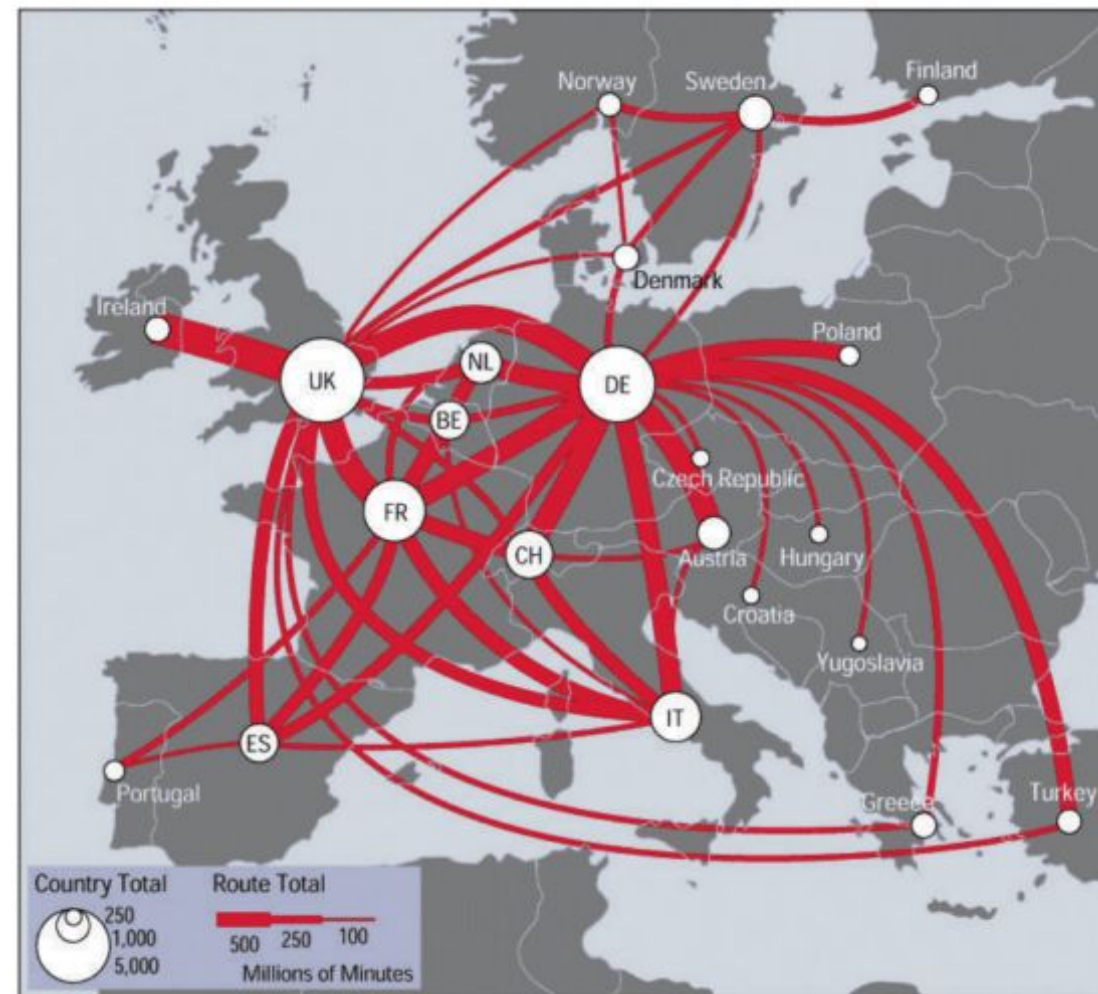 Norway
Sweden
Finland
Denmark
Ireland
UK
NL
DE
Poland
BE
Czech Republic
FR
CH
Austria
Hungary
Croatia
Yugoslavia
IT
ES
Portugal
Greece
Turkey
Country Total
250
1,000
5,000
Route Total
500 250 100
Millions of Minutes